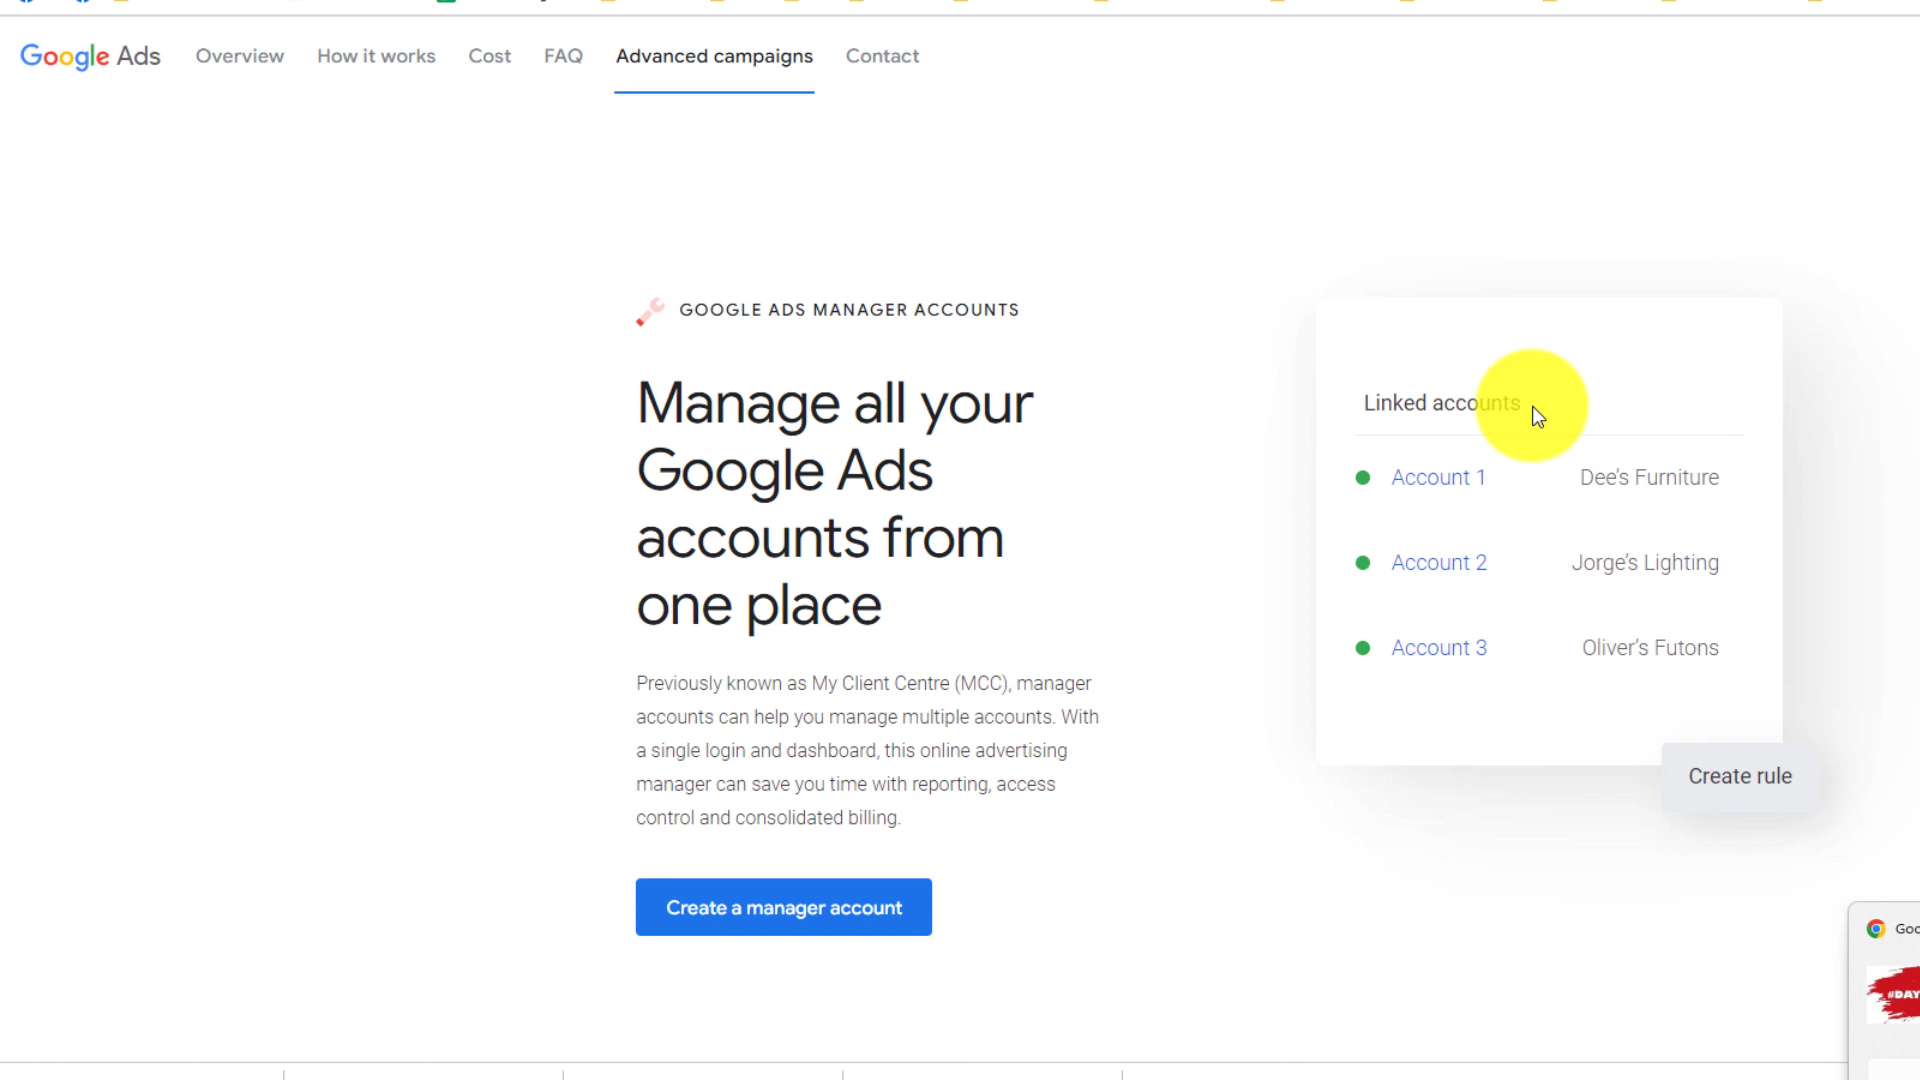 Google Ads
Overview
How it works
Cost
FAQ
Advanced campaigns
Contact
GOOGLE ADS MANAGER ACCOUNTS
Manage all your
Google Ads
accounts from
one place
Previously known as My Client Centre (MCC), manager
accounts can help you manage multiple accounts. With
a single login and dashboard, this online advertising
manager can save you time with reporting, access
control and consolidated billing.
Create a manager account
Linked accounts
Account 1 Dee’s Furniture
Account 2 Jorge’s Lighting
Account 3 Oliver’s Futons
Create rule
#DAY